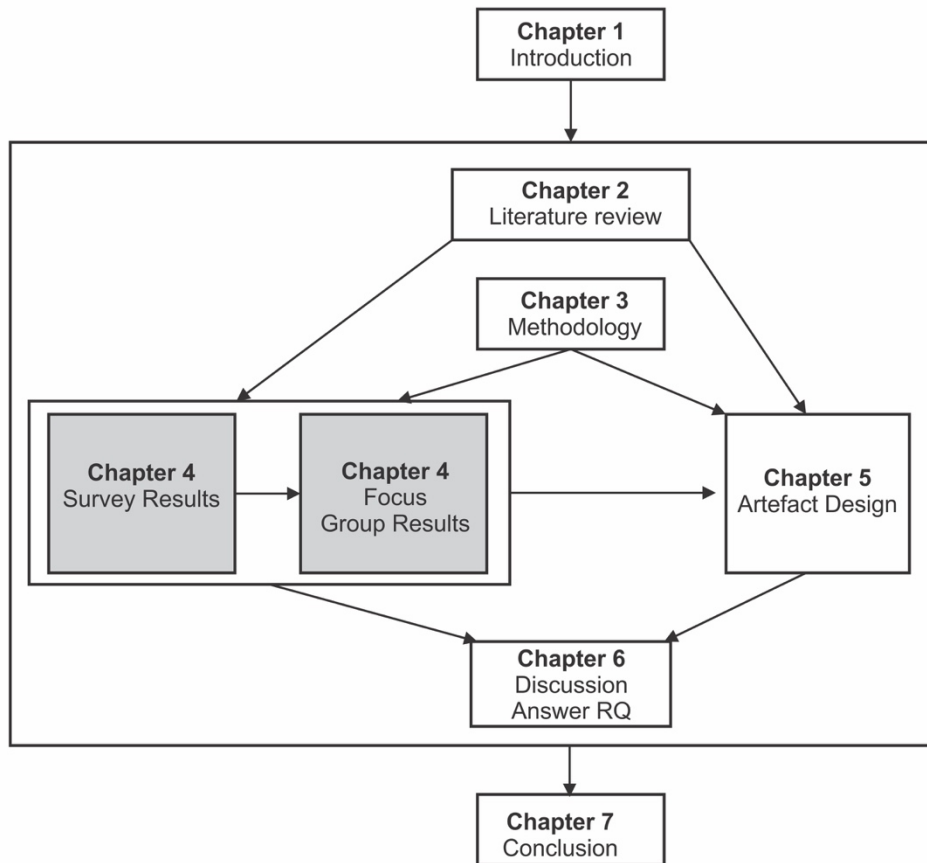 Chapter 1
Introduction
Chapter 2
Literature review
Chapter 3
Methodology
Chapter 4
Survey Results
Chapter 4
Focus
Group Results
Chapter 5
Artefact Design
Chapter 6
Discussion
Answer RQ
Chapter 7
Conclusion